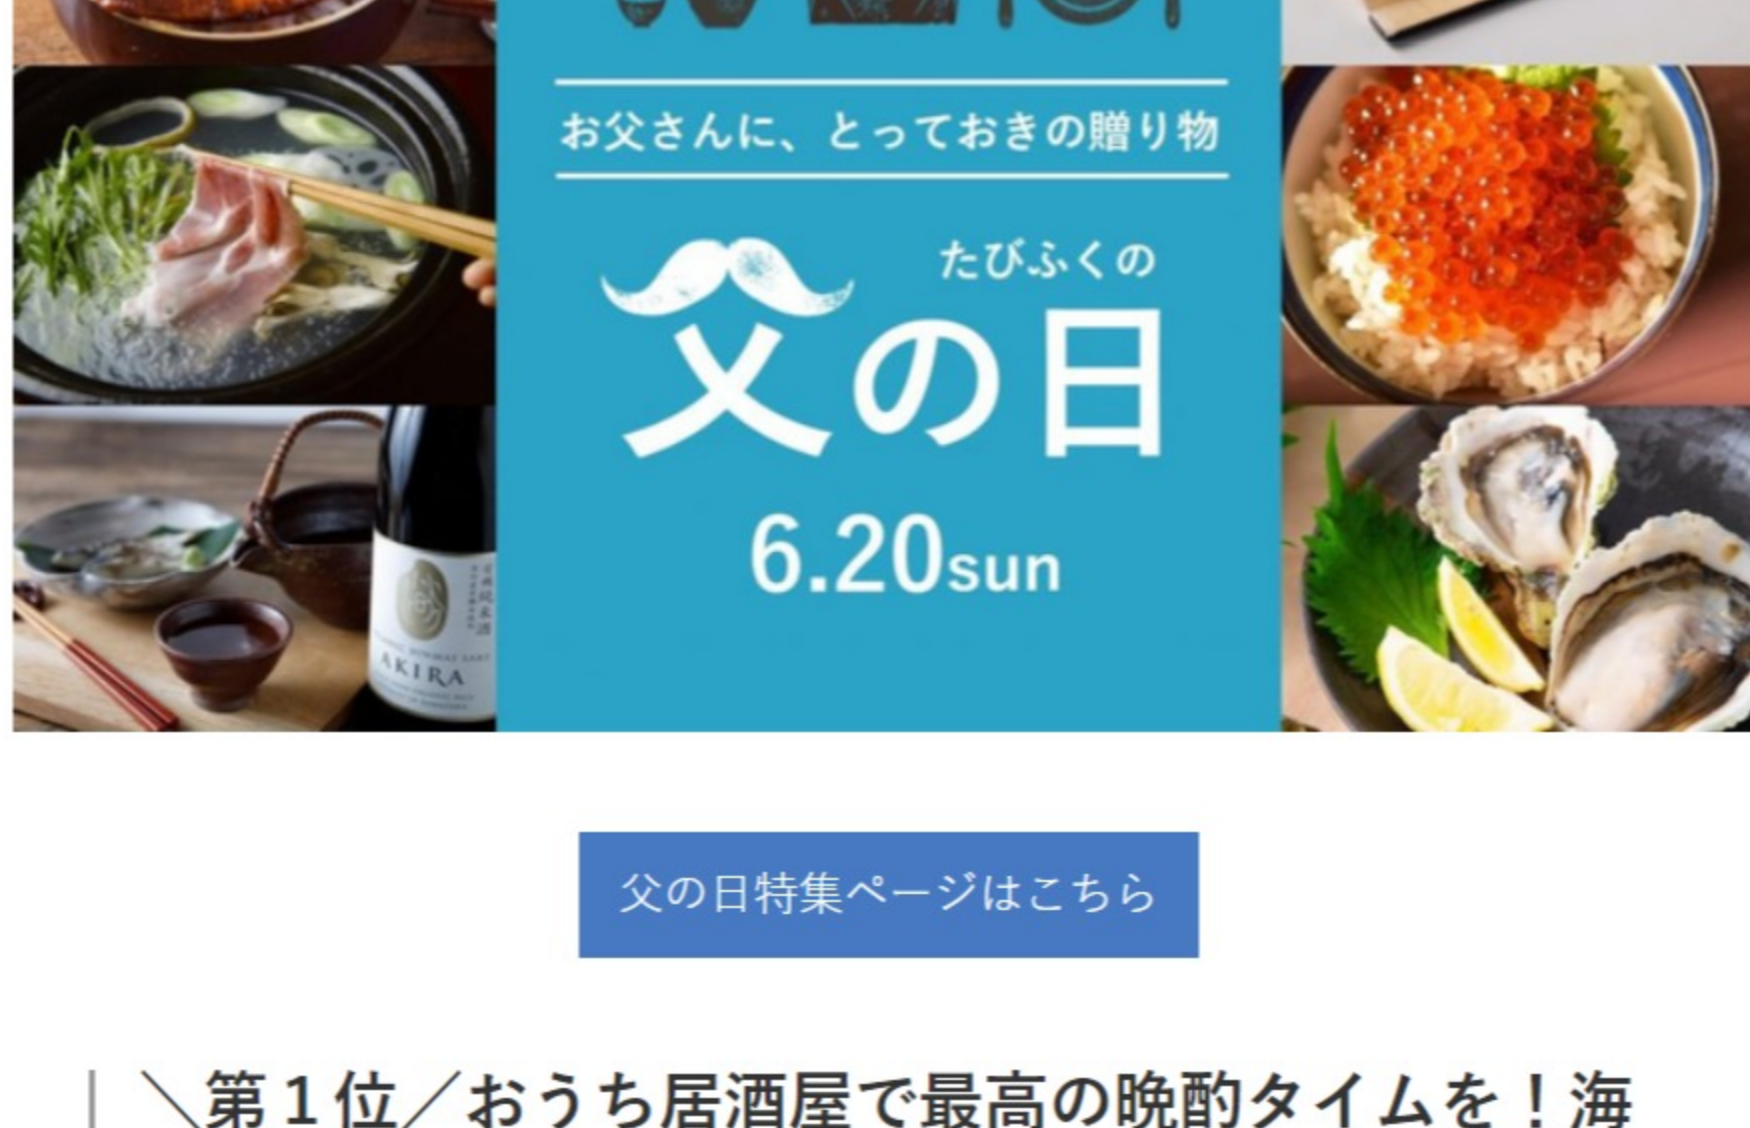 お父さんに、とっておきの贈り物
たびふくの
父の日
6.20sun
AKIRA
父の日特集ページはこちら
＼第１位／おうち居酒屋で最高の晩酌タイムを！海